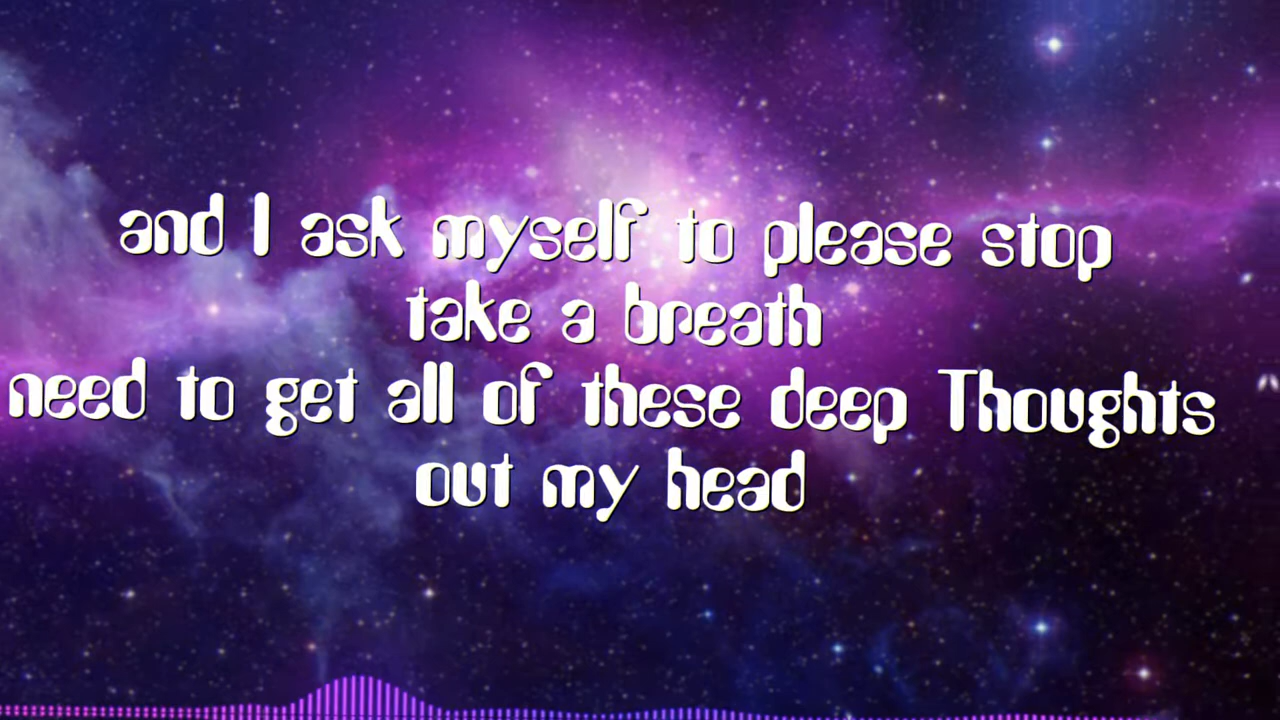 and I ask myself to please stop
take a breath
need to get all of these deep Thoughts
out my head